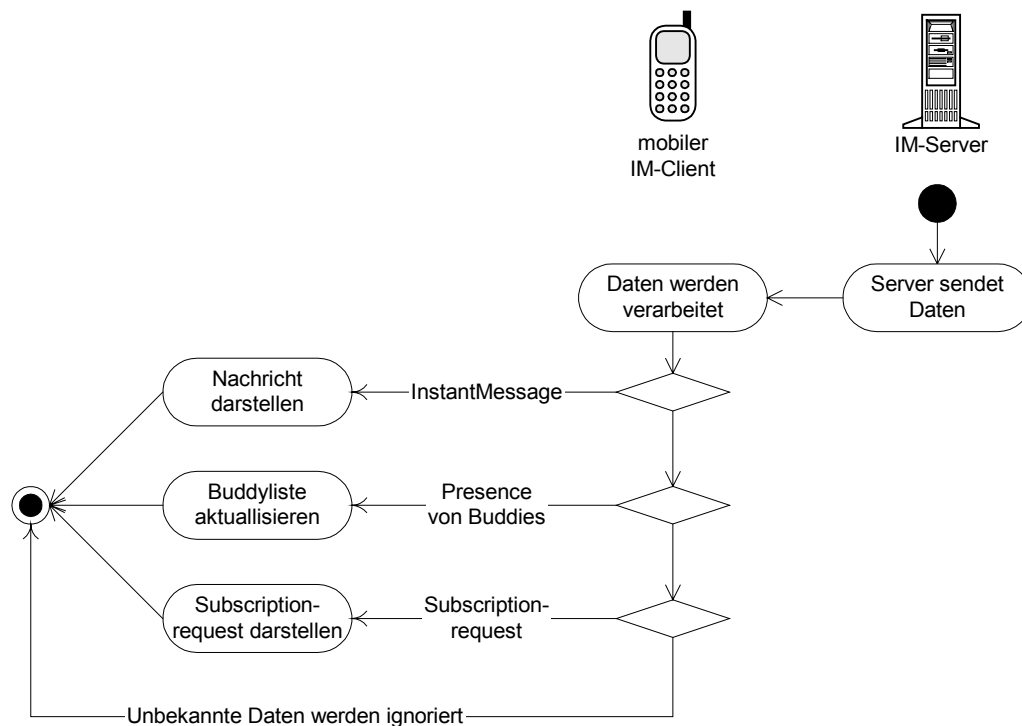 mobiler
IM-Client
IM-Server
Daten werden
verarbeitet
Server sendet
Daten
Nachricht
darstellen
InstantMessage
Buddyliste
aktuallisieren
Presence
von Buddies
Subscription-
request darstellen
Subscription-
request
Unbekannte Daten werden ignoriert